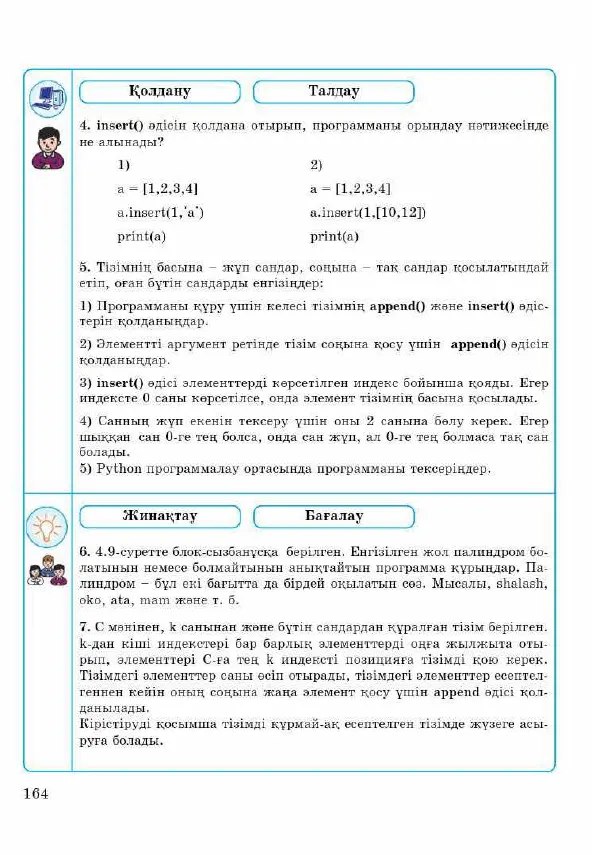 Қолдану Талдау
4. insert() әдісін қолдана отырып, программаны орындау нәтижесінде
не алынады?
1) 2)
a = [1,2,3,4] a = [1,2,3,4]
a.insert(1,'a') a.insert(1,[10,12])
print(a) print(a)
5. Тізімнің басына – жұп сандар, соңына – тақ сандар қосылатындай
етіп, оған бүтін сандарды енгізіңдер:
1) Программаны құру үшін келесі тізімнің append() және insert() әдіс-
терін қолданыңдар.
2) Элементті аргумент ретінде тізім соңына қосу үшін append() әдісін
қолданыңдар.
3) insert() әдісі элементтерді көрсетілген индекс бойынша қояды. Егер
индексте 0 саны көрсетілсе, онда элемент тізімнің басына қосылады.
4) Санның жұп екенін тексеру үшін оны 2 санына бөлу керек. Егер
шыққан сан 0-ге тең болса, онда сан жұп, ал 0-ге тең болмаса тақ сан
болады.
5) Python программалау ортасында программаны тексеріңдер.
Жинақтау Бағалау
6. 4.9-суретте блок-сызбанұсқа берілген. Енгізілген жол палиндром бо-
латынын немесе болмайтынын анықтайтын программа құрыңдар. Па-
линдром – бұл екі бағытта да бірдей оқылатын сөз. Мысалы, shalash,
oko, ata, mam және т. б.
7. C мәнінен, k санынан және бүтін сандардан құралған тізім берілген.
k-дан кіші индекстері бар барлық элементтерді оңға жылжыта оты-
рып, элементтері C-ға тең k индексті позицияға тізімді қою керек.
Тізімдегі элементтер саны өсіп отырады, тізімдегі элементтер есептел-
геннен кейін оның соңына жаңа элемент қосу үшін append әдісі қол-
данылады.
Кірістіруді қосымша тізімді құрмай-ақ есептелген тізімде жүзеге асы-
руға болады.
164